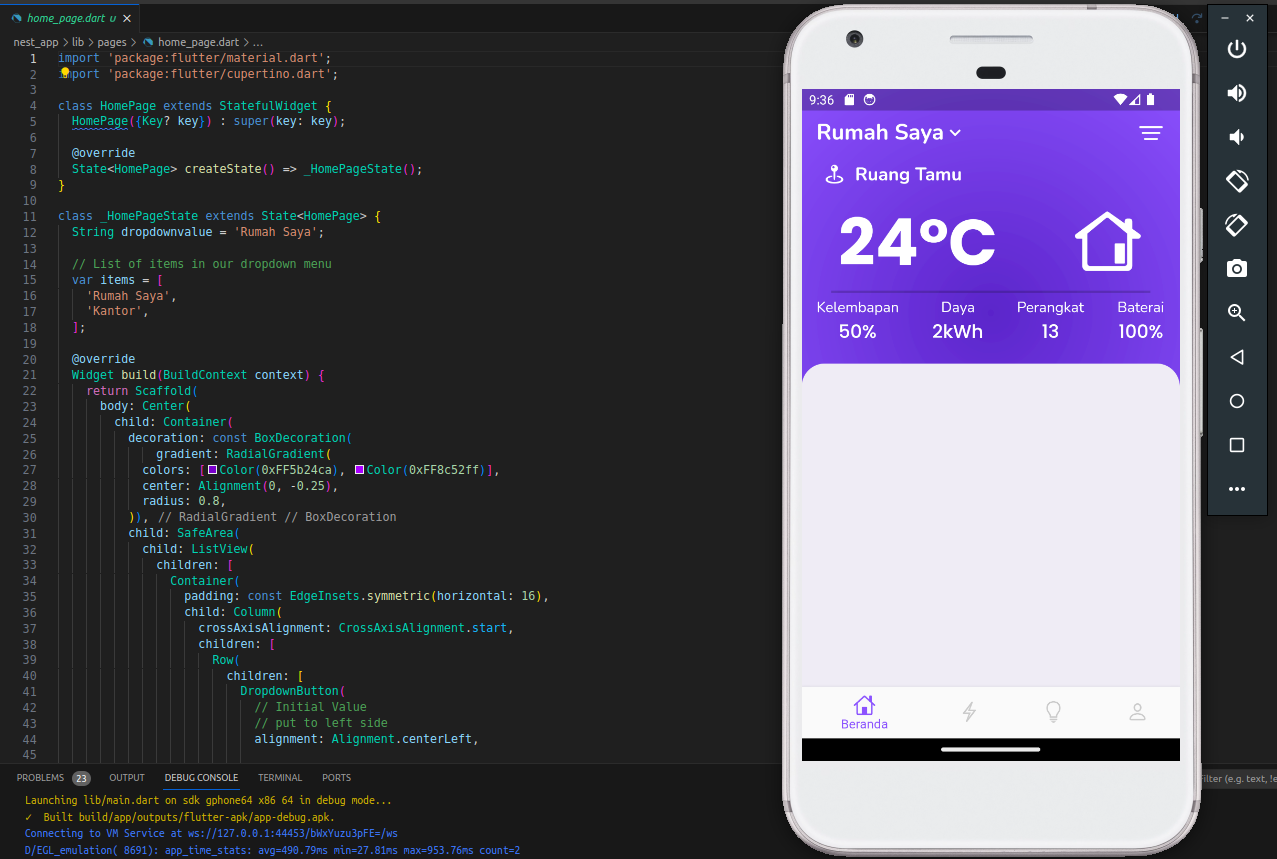 home_page.dart U
nest_app > lib > pages > home_page.dart > ...
1 import 'package:flutter/material.dart';
2 import 'package:flutter/cupertino.dart';
3
4 class HomePage extends StatefulWidget {
5 HomePage({Key? key}) : super(key: key);
6
7 @override
8 State<HomePage> createState() => _HomePageState();
9 }
10
11 class _HomePageState extends State<HomePage> {
12 String dropdownvalue = 'Rumah Saya';
13
14 // List of items in our dropdown menu
15 var items = [
16 'Rumah Saya',
17 'Kantor',
18 ];
19
20 @override
21 Widget build(BuildContext context) {
22 return Scaffold(
23 body: Center(
24 child: Container(
25 decoration: const BoxDecoration(
26 gradient: RadialGradient(
27 colors: [Color(0xFF5b24ca), Color(0xFF8c52ff)],
28 center: Alignment(0, -0.25),
29 radius: 0.8,
30 )), // RadialGradient // BoxDecoration
31 child: SafeArea(
32 child: ListView(
33 children: [
34 Container(
35 padding: const EdgeInsets.symmetric(horizontal: 16),
36 child: Column(
37 crossAxisAlignment: CrossAxisAlignment.start,
38 children: [
39 Row(
40 children: [
41 DropdownButton(
42 // Initial Value
43 // put to left side
44 alignment: Alignment.centerLeft,
45
PROBLEMS 23 OUTPUT DEBUG CONSOLE TERMINAL PORTS
Filter (e.g. text, !e
Launching lib/main.dart on sdk gphone64 x86 64 in debug mode...
✓ Built build/app/outputs/flutter-apk/app-debug.apk.
Connecting to VM Service at ws://127.0.0.1:44453/bWxYuzu3pFE=/ws
D/EGL_emulation( 8691): app_time_stats: avg=490.79ms min=27.81ms max=953.76ms count=2
9:36
Rumah Saya
Ruang Tamu
24°C
Kelembapan Daya Perangkat Baterai
50% 2kWh 13 100%
Beranda